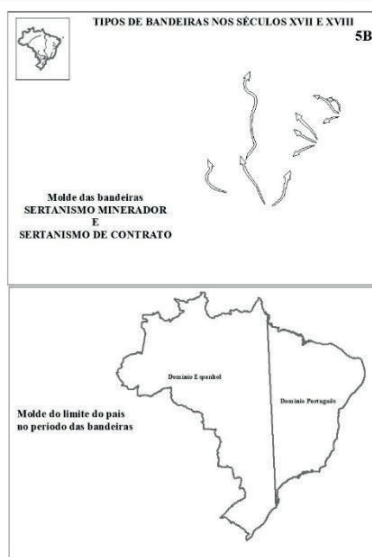 TIPOS DE BANDEIRAS NOS SÉCULOS XVII E XVIII
5B
Molde das bandeiras
SERTANISMO MINERADOR
E
SERTANISMO DE CONTRATO
Domínio Espanhol
Domínio Português
Molde do limite do país
no período das bandeiras